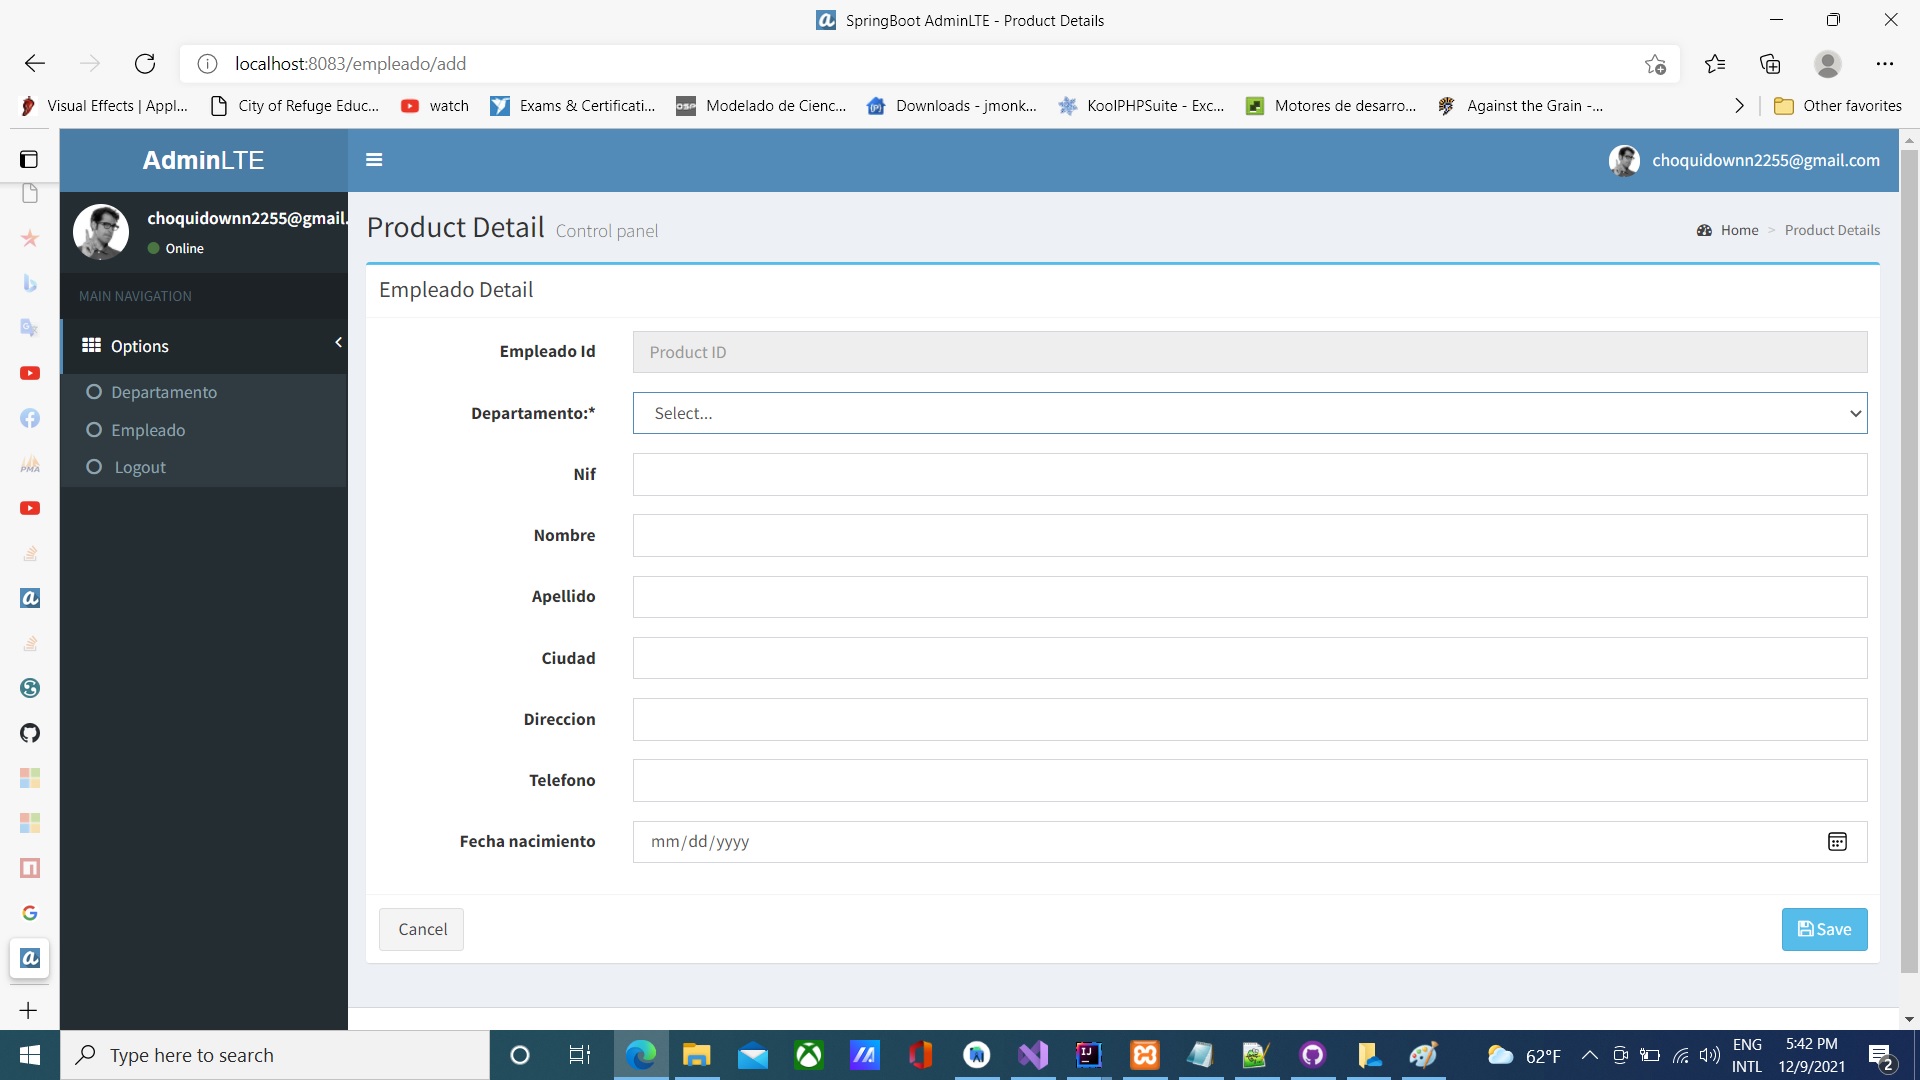 SpringBoot AdminLTE - Product Details
localhost:8083/empleado/add
Visual Effects | Appl...
City of Refuge Educ...
watch
Exams & Certificati...
OSP
Modelado de Cienc...
Downloads - jmonk...
KoolPHPSuite - Exc...
Motores de desarro...
Against the Grain -...
Other favorites
AdminLTE
choquidownn2255@gmail.com
choquidownn2255@gmail.
Online
Product Detail Control panel
Home > Product Details
MAIN NAVIGATION
Options
Departamento
Empleado
Logout
Empleado Detail
Empleado Id
Product ID
Departamento:*
Select...
Nif
Nombre
Apellido
Ciudad
Direccion
Telefono
Fecha nacimiento
mm/dd/yyyy
Cancel
Save
PMA
Type here to search
62°F
ENG
INTL
5:42 PM
12/9/2021
2